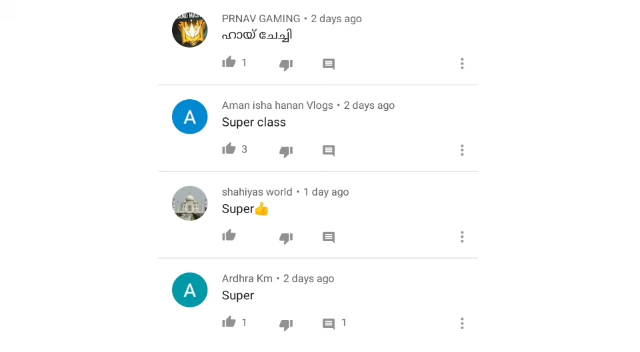 PRNAV GAMING • 2 days ago
ഹായ് ചേച്ചി
1
A
Aman isha hanan Vlogs • 2 days ago
Super class
3
shahiyas world • 1 day ago
Super👍
A
Ardhra Km • 2 days ago
Super
1 1